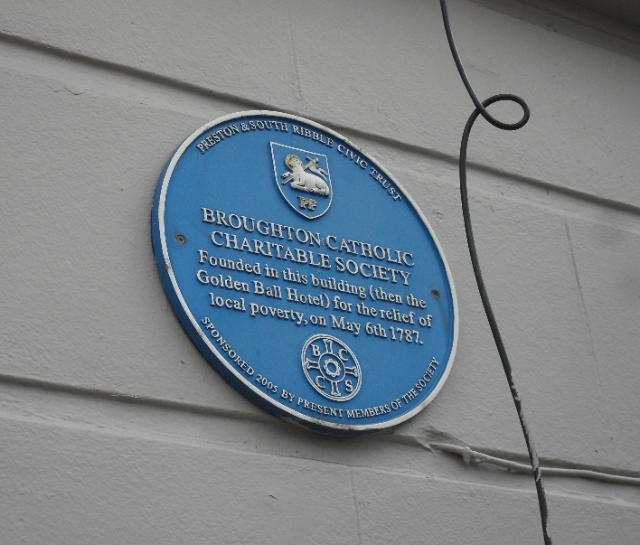 PRESTON & SOUTH RIBBLE CIVIC TRUST
PP
BROUGHTON CATHOLIC
CHARITABLE SOCIETY
Founded in this building (then the
Golden Ball Hotel) for the relief of
local poverty, on May 6th 1787.
B C
C S
SPONSORED 2005 BY PRESENT MEMBERS OF THE SOCIETY